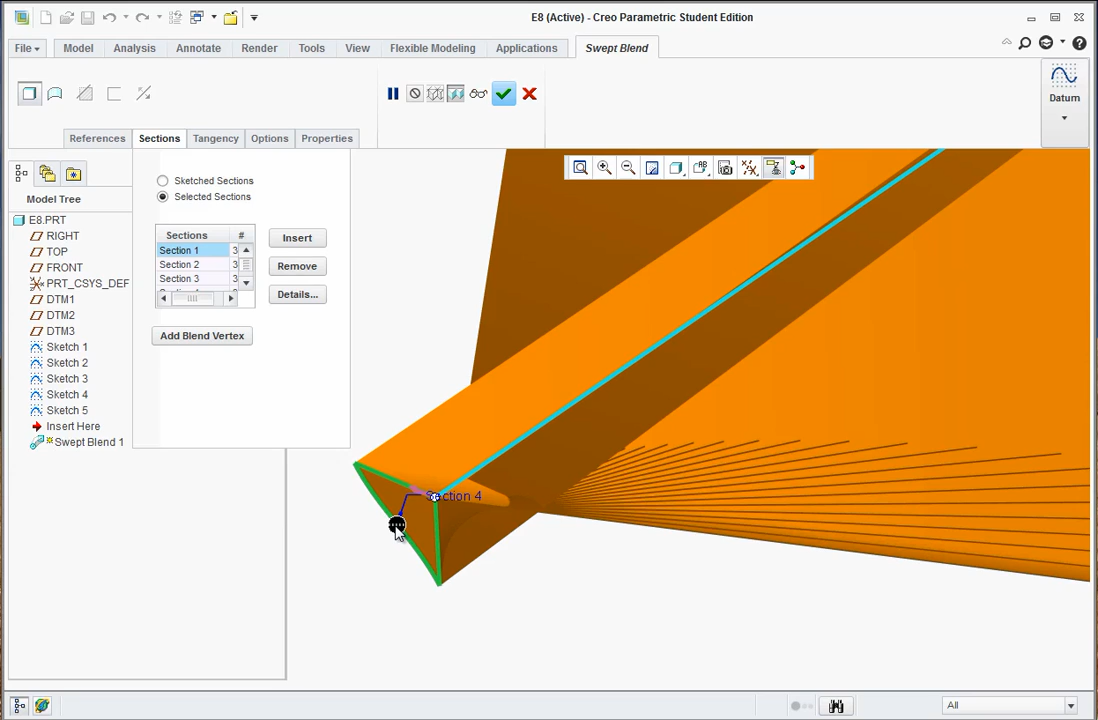 E8 (Active) - Creo Parametric Student Edition
File Model Analysis Annotate Render Tools View Flexible Modeling Applications Swept Blend
Datum
References Sections Tangency Options Properties
Sketched Sections
Selected Sections
Sections #
Section 1 3
Section 2 3
Section 3 3
Insert
Remove
Details...
Add Blend Vertex
Model Tree
E8.PRT
RIGHT
TOP
FRONT
PRT_CSYS_DEF
DTM1
DTM2
DTM3
Sketch 1
Sketch 2
Sketch 3
Sketch 4
Sketch 5
Insert Here
Swept Blend 1
Section 4
All